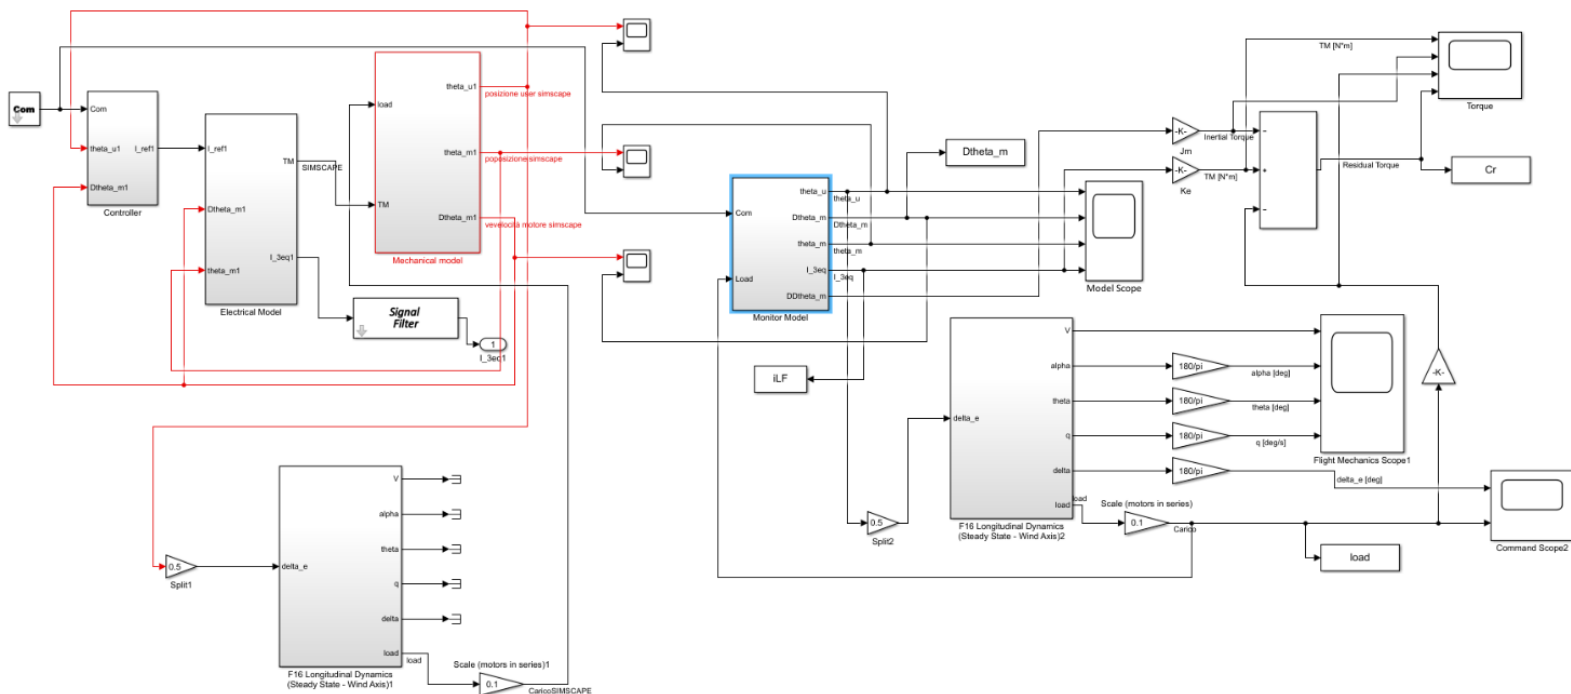 Com
Com
theta_u1
Dtheta_m1
I_ref1
Controller
I_ref1
Dtheta_m1
theta_m1
TM
I_3eq1
SIMSCAPE
Electrical Model
load
TM
theta_u1
theta_m1
Dtheta_m1
posizione user simscape
poposizione simscape
vevelocità motore simscape
Mechanical model
Signal
Filter
1
I_3eq1
0.5
Split1
delta_e
V
alpha
theta
q
delta
load
load
F16 Longitudinal Dynamics
(Steady State - Wind Axis)1
Scale (motors in series)1
0.1
CaricoSIMSCAPE
Com
Load
theta_u
Dtheta_m
theta_m
I_3eq
DDtheta_m
theta_u
Dtheta_m
theta_m
I_3eq
Monitor Model
Dtheta_m
iLF
Model Scope
-K-
Jm
Inertial Torque
-K-
Ke
TM [N*m]
TM [N*m]
Torque
Residual Torque
Cr
-K-
0.5
Split2
delta_e
V
alpha
theta
q
delta
load
load
F16 Longitudinal Dynamics
(Steady State - Wind Axis)2
180/pi
alpha [deg]
180/pi
theta [deg]
180/pi
q [deg/s]
180/pi
delta_e [deg]
Flight Mechanics Scope1
Scale (motors in series)
0.1
Carico
load
Command Scope2